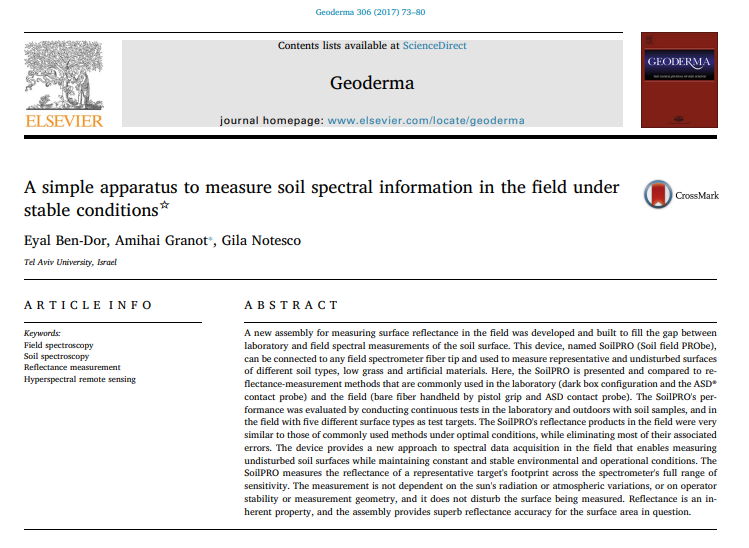 Geoderma 306 (2017) 73–80
Contents lists available at ScienceDirect
Geoderma
journal homepage: www.elsevier.com/locate/geoderma
ELSEVIER
GEODERMA
A simple apparatus to measure soil spectral information in the field under
stable conditions☆
CrossMark
Eyal Ben-Dor, Amihai Granot*, Gila Notesco
Tel Aviv University, Israel
ARTICLE INFO
Keywords:
Field spectroscopy
Soil spectroscopy
Reflectance measurement
Hyperspectral remote sensing
ABSTRACT
A new assembly for measuring surface reflectance in the field was developed and built to fill the gap between
laboratory and field spectral measurements of the soil surface. This device, named SoilPRO (Soil field PRObe),
can be connected to any field spectrometer fiber tip and used to measure representative and undisturbed surfaces
of different soil types, low grass and artificial materials. Here, the SoilPRO is presented and compared to re-
flectance-measurement methods that are commonly used in the laboratory (dark box configuration and the ASD®
contact probe) and the field (bare fiber handheld by pistol grip and ASD contact probe). The SoilPRO's per-
formance was evaluated by conducting continuous tests in the laboratory and outdoors with soil samples, and in
the field with five different surface types as test targets. The SoilPRO's reflectance products in the field were very
similar to those of commonly used methods under optimal conditions, while eliminating most of their associated
errors. The device provides a new approach to spectral data acquisition in the field that enables measuring
undisturbed soil surfaces while maintaining constant and stable environmental and operational conditions. The
SoilPRO measures the reflectance of a representative target's footprint across the spectrometer's full range of
sensitivity. The measurement is not dependent on the sun's radiation or atmospheric variations, or on operator
stability or measurement geometry, and it does not disturb the surface being measured. Reflectance is an in-
herent property, and the assembly provides superb reflectance accuracy for the surface area in question.